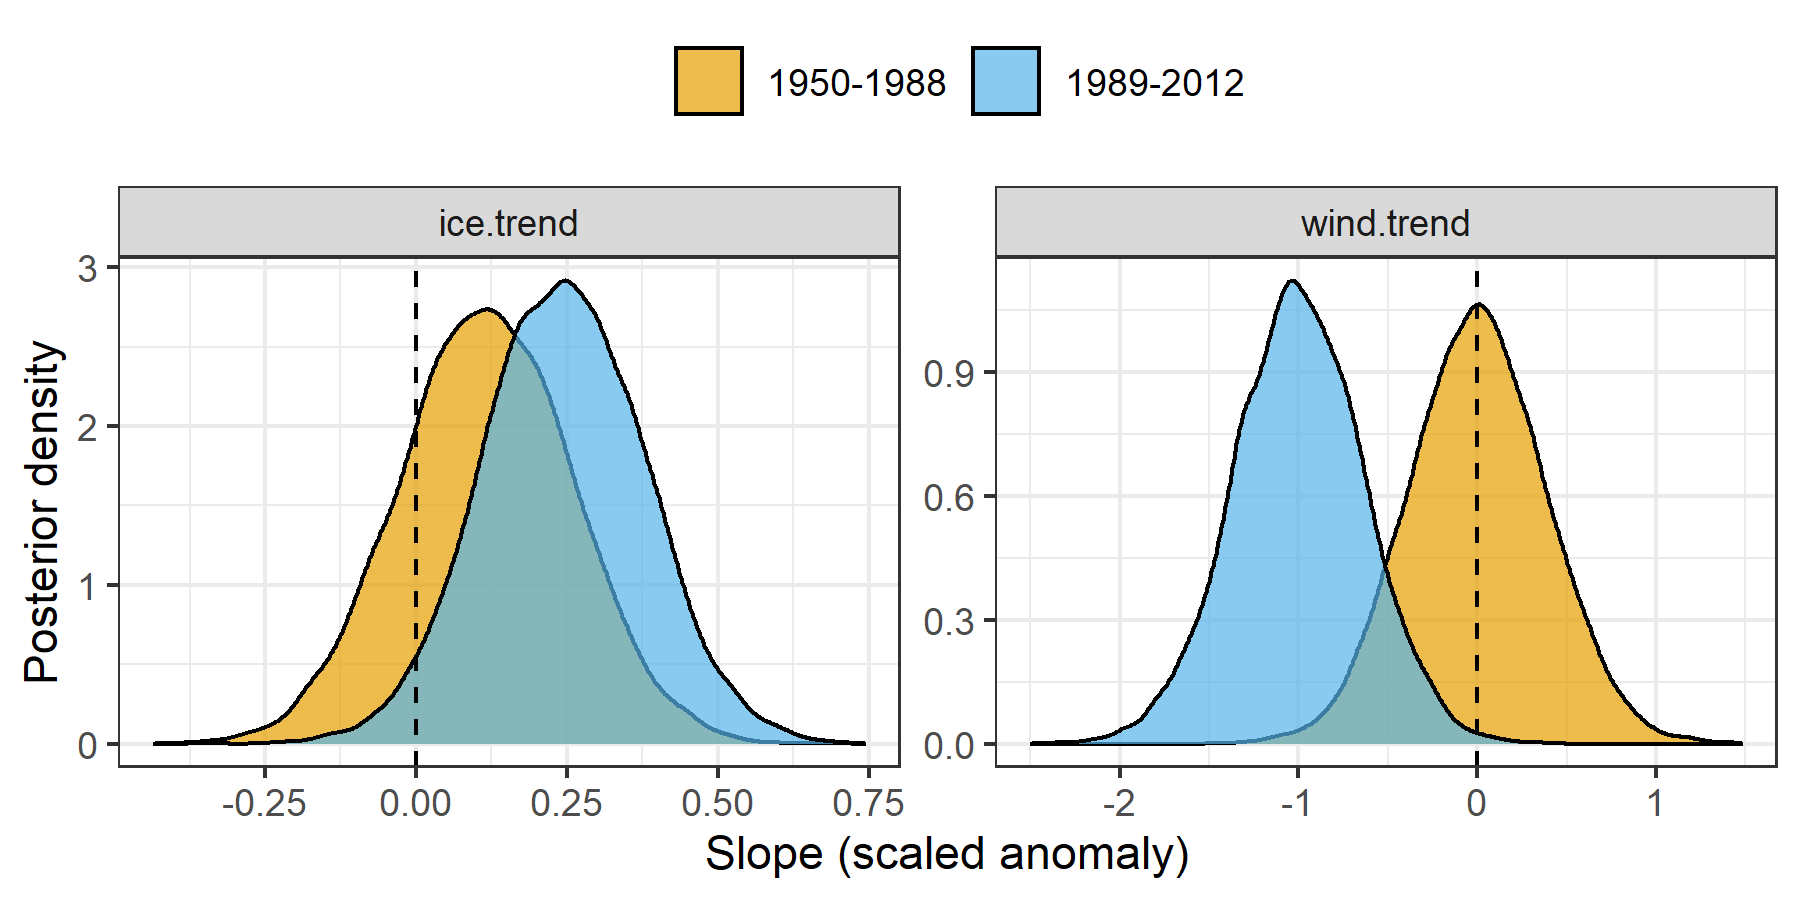 1950-1988 1989-2012
ice.trend wind.trend
Posterior density
3
2
1
0
0.9
0.6
0.3
0.0
-0.25 0.00 0.25 0.50 0.75
-2 -1 0 1
Slope (scaled anomaly)